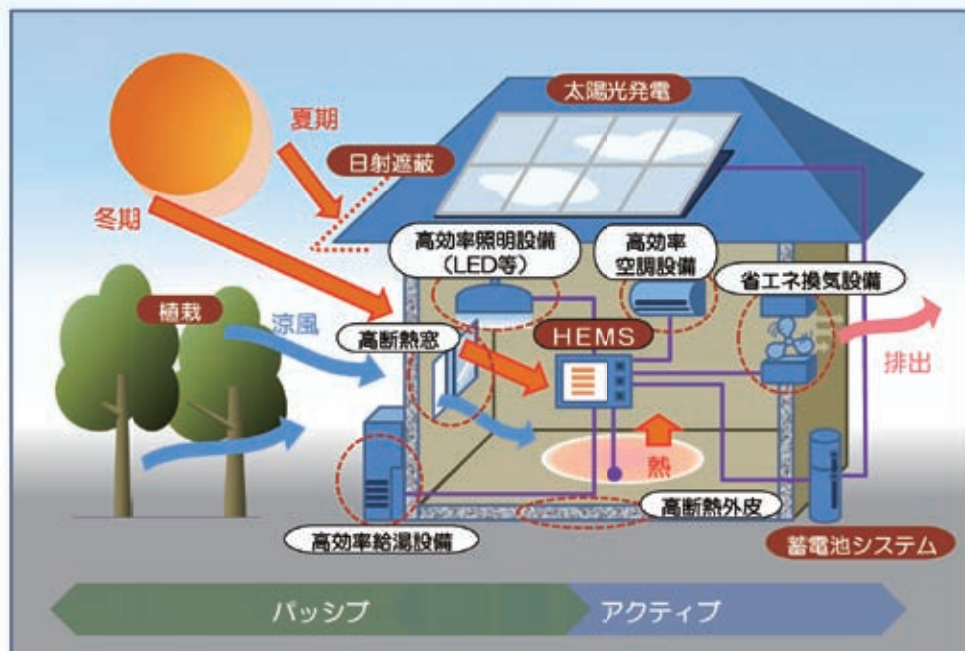 太陽光発電
夏期
日射遮蔽
冬期
高効率照明設備
(LED等)
高効率
空調設備
省エネ換気設備
植栽
涼風
高断熱窓
HEMS
排出
熱
高断熱外皮
高効率給湯設備
蓄電池システム
パッシブ
アクティブ